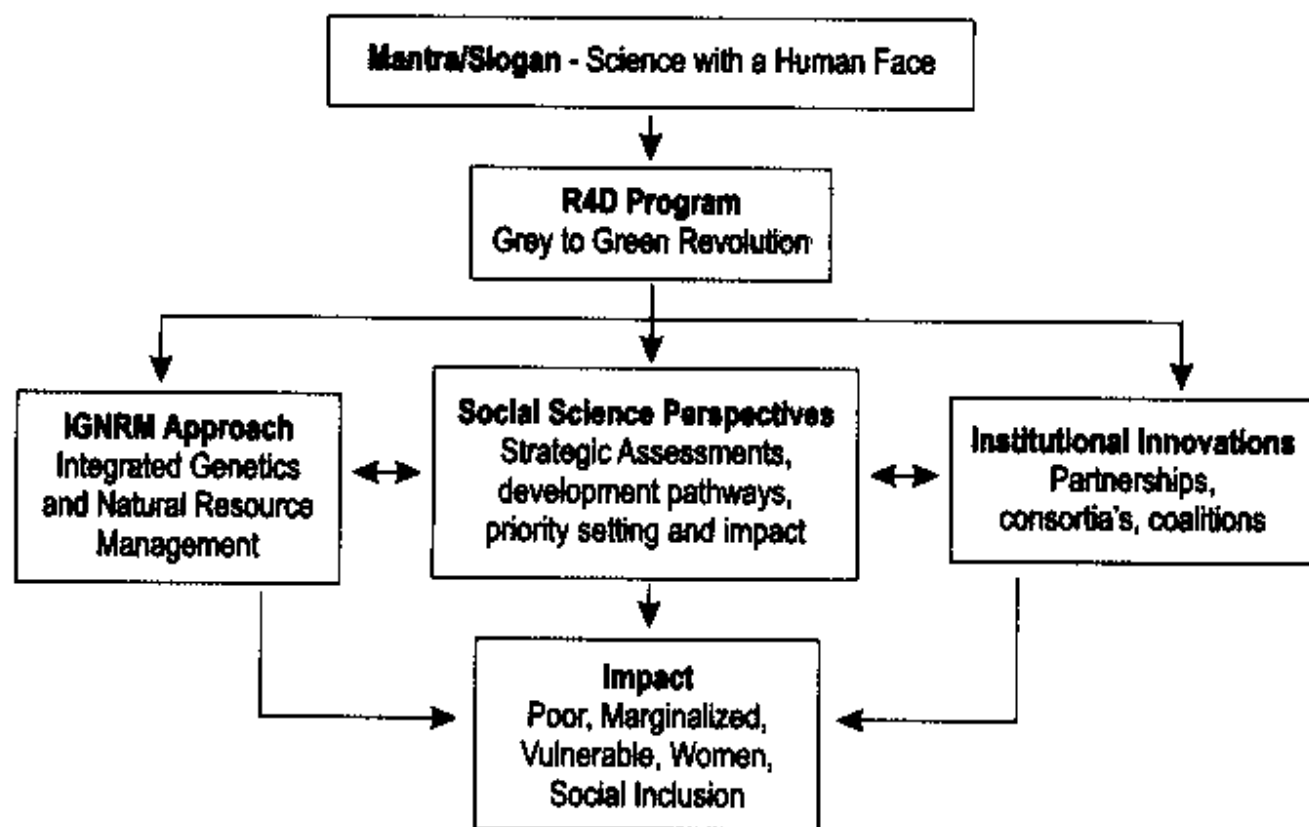 Mantra/Slogan - Science with a Human Face
R4D Program
Grey to Green Revolution
IGNRM Approach
Integrated Genetics
and Natural Resource
Management
Social Science Perspectives
Strategic Assessments,
development pathways,
priority setting and impact
Institutional Innovations
Partnerships,
consortia's, coalitions
Impact
Poor, Marginalized,
Vulnerable, Women,
Social Inclusion